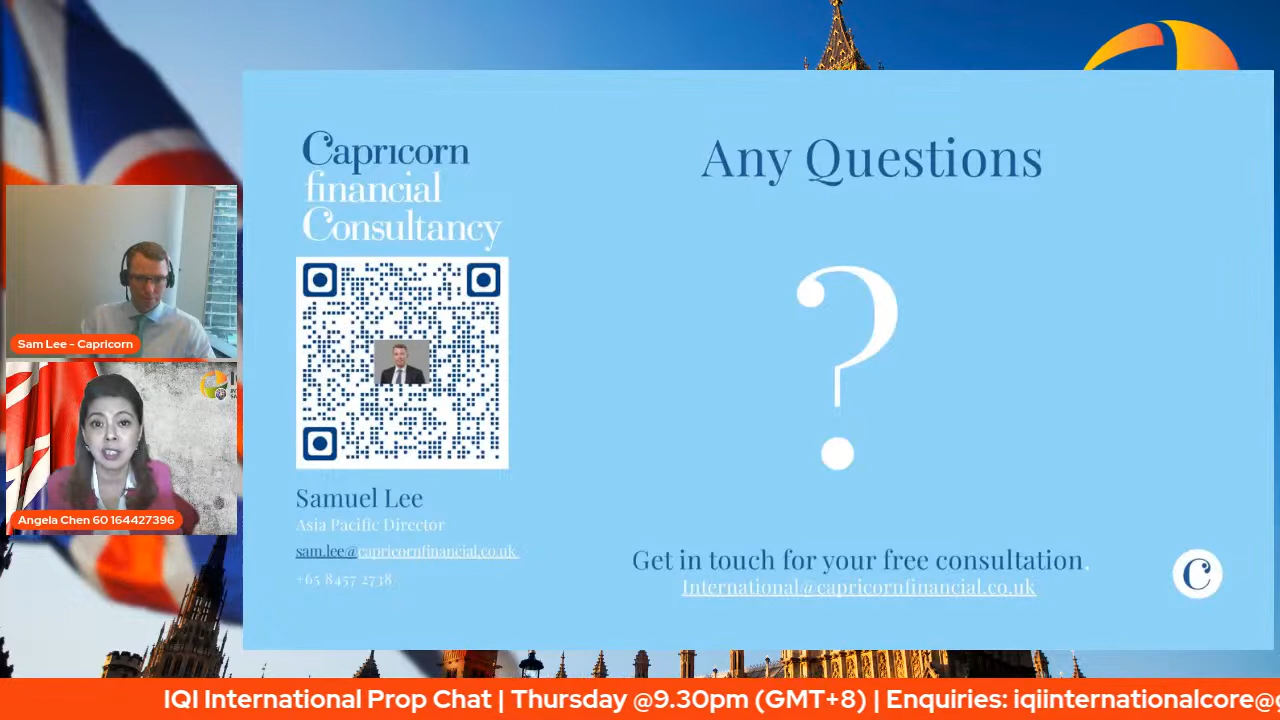 Capricorn
financial
Consultancy
Any Questions
?
Sam Lee - Capricorn
Angela Chen 60 164427396
Samuel Lee
Asia Pacific Director
sam.lee@capricornfinancial.co.uk
+65 8457 2738
Get in touch for your free consultation.
International@capricornfinancial.co.uk
C
IQI International Prop Chat | Thursday @9.30pm (GMT+8) | Enquiries: iqiinternationalcore@g